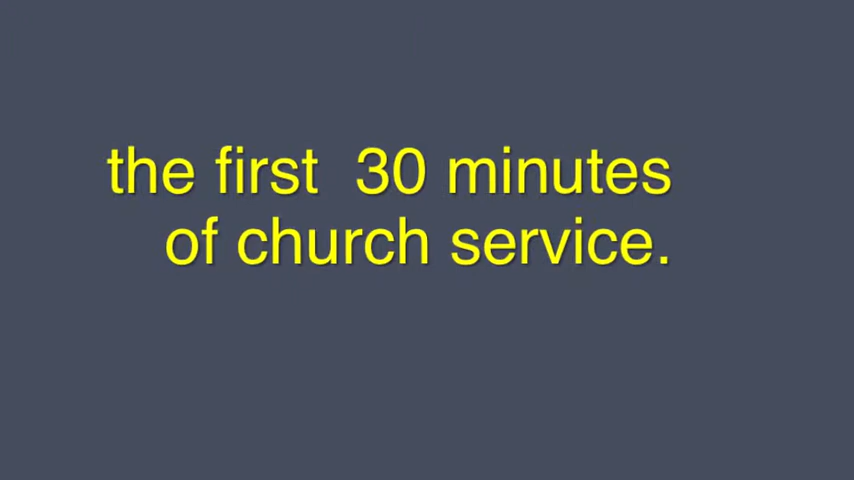 the first  30 minutes
of church service.